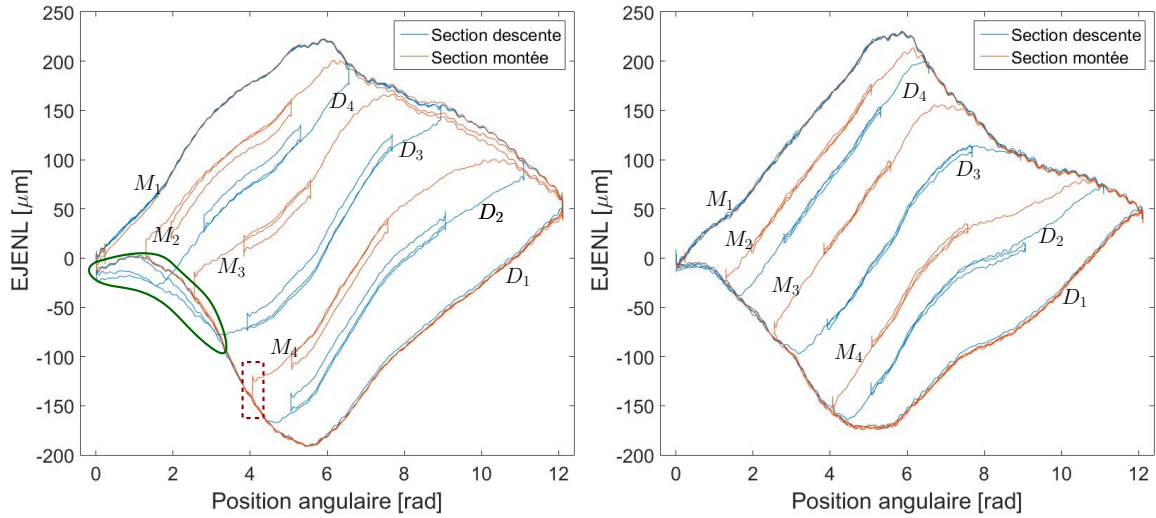 250
200
150
100
50
0
-50
-100
-150
-200
EJENL [μm]
0 2 4 6 8 10 12
Position angulaire [rad]
Section descente
Section montée
M1
M2
M3
M4
D4
D3
D2
D1
250
200
150
100
50
0
-50
-100
-150
-200
EJENL [μm]
0 2 4 6 8 10 12
Position angulaire [rad]
Section descente
Section montée
M1
M2
M3
M4
D4
D3
D2
D1